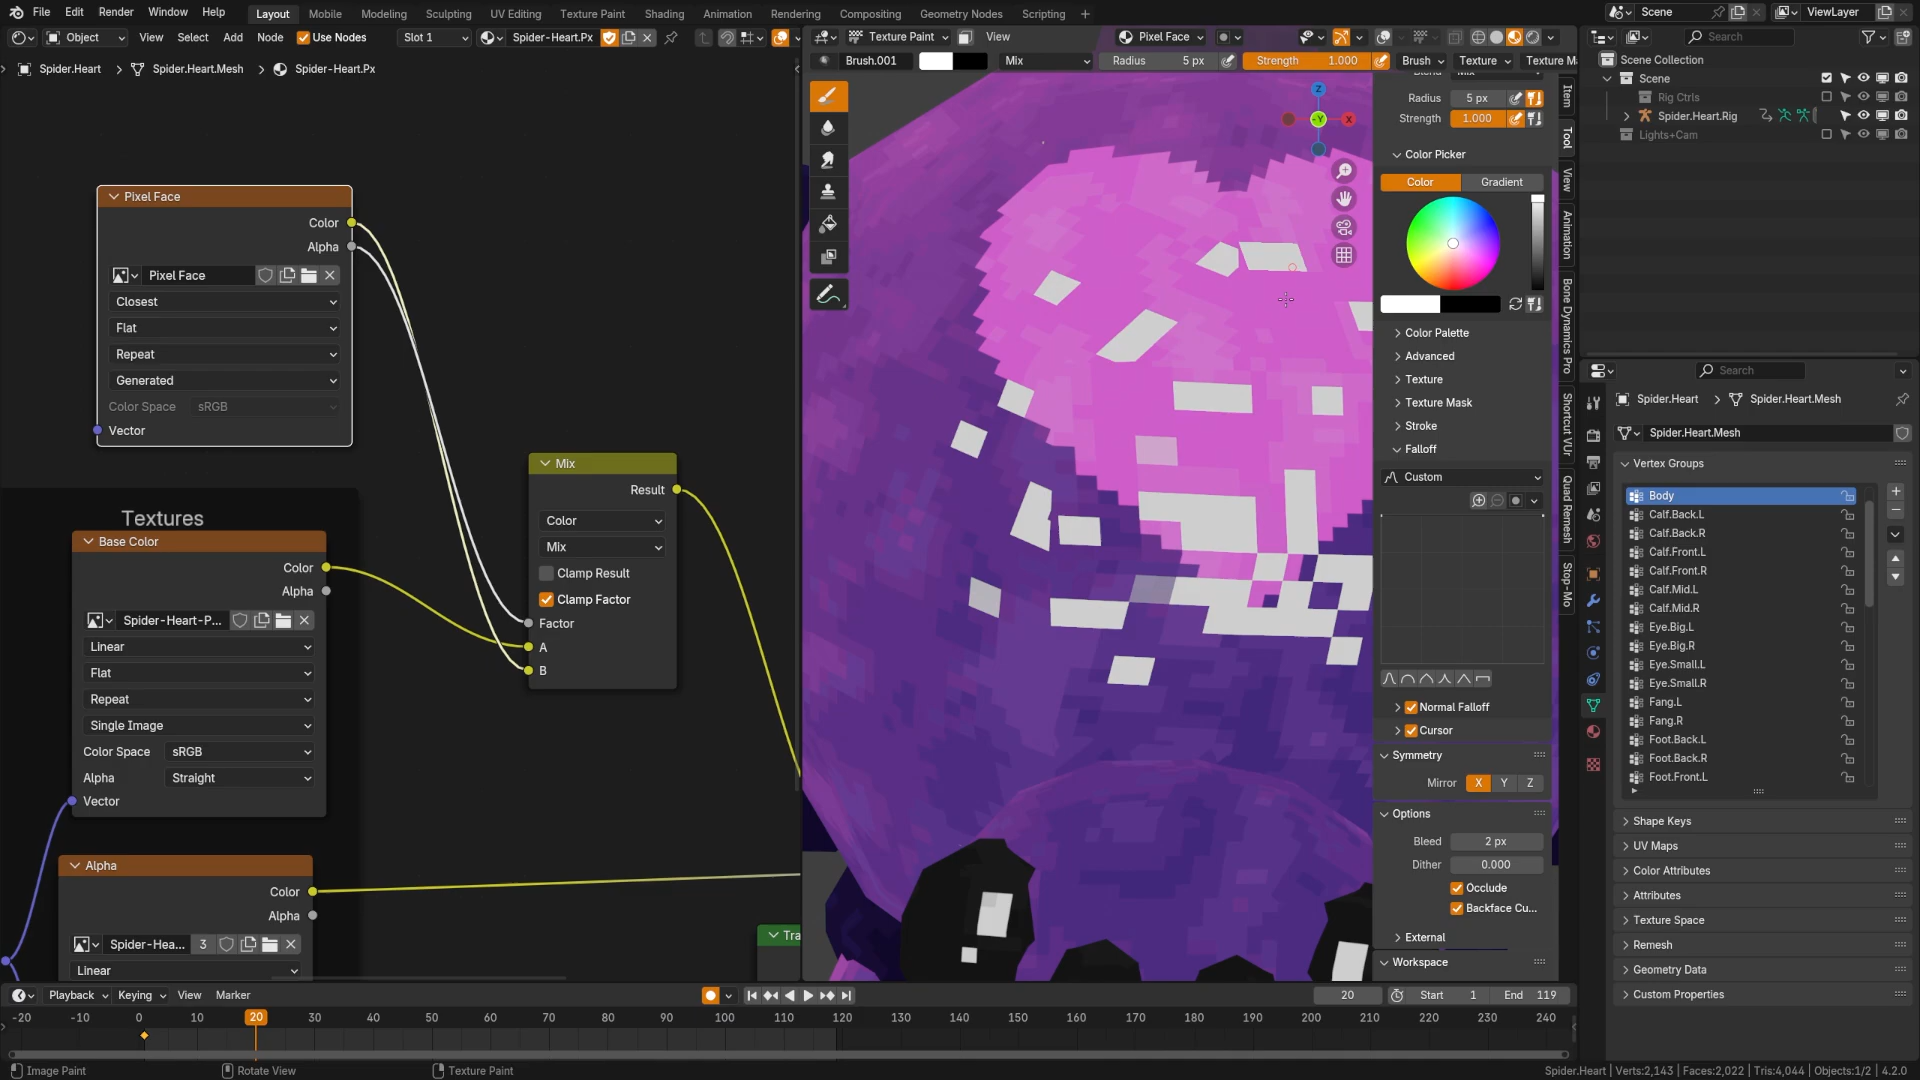 File Edit Render Window Help Layout Mobile Modeling Sculpting UV Editing Texture Paint Shading Animation Rendering Compositing Geometry Nodes Scripting + Scene ViewLayer
Object View Select Add Node Use Nodes Slot 1 Spider-Heart.Px Texture Paint View Pixel Face Search
Spider.Heart Spider.Heart.Mesh Spider-Heart.Px Brush.001 Mix Radius 5 px Strength 1.000 Brush Texture Texture Ma
Pixel Face
Color
Alpha
Pixel Face
Closest
Flat
Repeat
Generated
Color Space sRGB
Vector
Mix
Result
Color
Mix
Clamp Result
Clamp Factor
Factor
A
B
Textures
Base Color
Color
Alpha
Spider-Heart-P...
Linear
Flat
Repeat
Single Image
Color Space sRGB
Alpha Straight
Vector
Alpha
Color
Alpha
Spider-Hea... 3
Linear
Tra
Z
-Y
X
Radius 5 px
Strength 1.000
Color Picker
Color Gradient
Color Palette
Advanced
Texture
Texture Mask
Stroke
Falloff
Custom
Normal Falloff
Cursor
Symmetry
Mirror X Y Z
Options
Bleed 2 px
Dither 0.000
Occlude
Backface Cu...
External
Workspace
Item
Tool
View
Animation
Bone Dynamics Pro
Shortcut VUr
Quad Remesh
Stop-Mo
Scene Collection
Scene
Rig Ctrls
Spider.Heart.Rig
Lights+Cam
Search
Spider.Heart Spider.Heart.Mesh
Spider.Heart.Mesh
Vertex Groups
Body
Calf.Back.L
Calf.Back.R
Calf.Front.L
Calf.Front.R
Calf.Mid.L
Calf.Mid.R
Eye.Big.L
Eye.Big.R
Eye.Small.L
Eye.Small.R
Fang.L
Fang.R
Foot.Back.L
Foot.Back.R
Foot.Front.L
Shape Keys
UV Maps
Color Attributes
Attributes
Texture Space
Remesh
Geometry Data
Custom Properties
Playback Keying View Marker 20 Start 1 End 119
-20 -10 0 10 20 30 40 50 60 70 80 90 100 110 120 130 140 150 160 170 180 190 200 210 220 230 240
Image Paint Rotate View Texture Paint Spider.Heart | Verts:2,143 | Faces:2,022 | Tris:4,044 | Objects:1/2 | 4.2.0